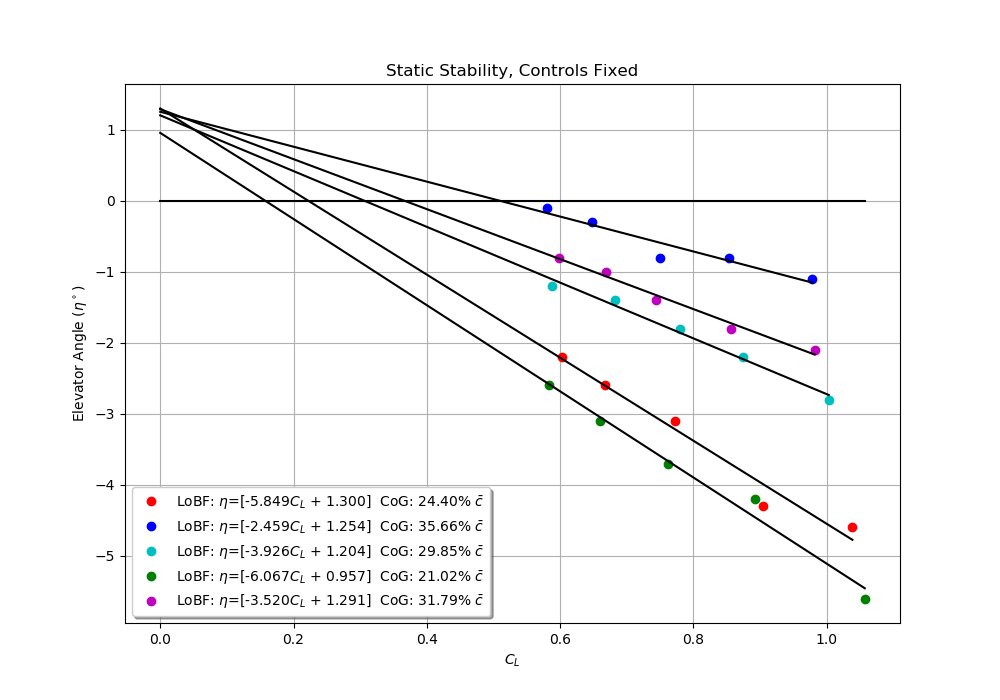 Static Stability, Controls Fixed
Elevator Angle (η°)
1
0
−1
−2
−3
−4
−5
LoBF: η=[-5.849C_L + 1.300]  CoG: 24.40% c̄
LoBF: η=[-2.459C_L + 1.254]  CoG: 35.66% c̄
LoBF: η=[-3.926C_L + 1.204]  CoG: 29.85% c̄
LoBF: η=[-6.067C_L + 0.957]  CoG: 21.02% c̄
LoBF: η=[-3.520C_L + 1.291]  CoG: 31.79% c̄
0.0 0.2 0.4 0.6 0.8 1.0
C_L